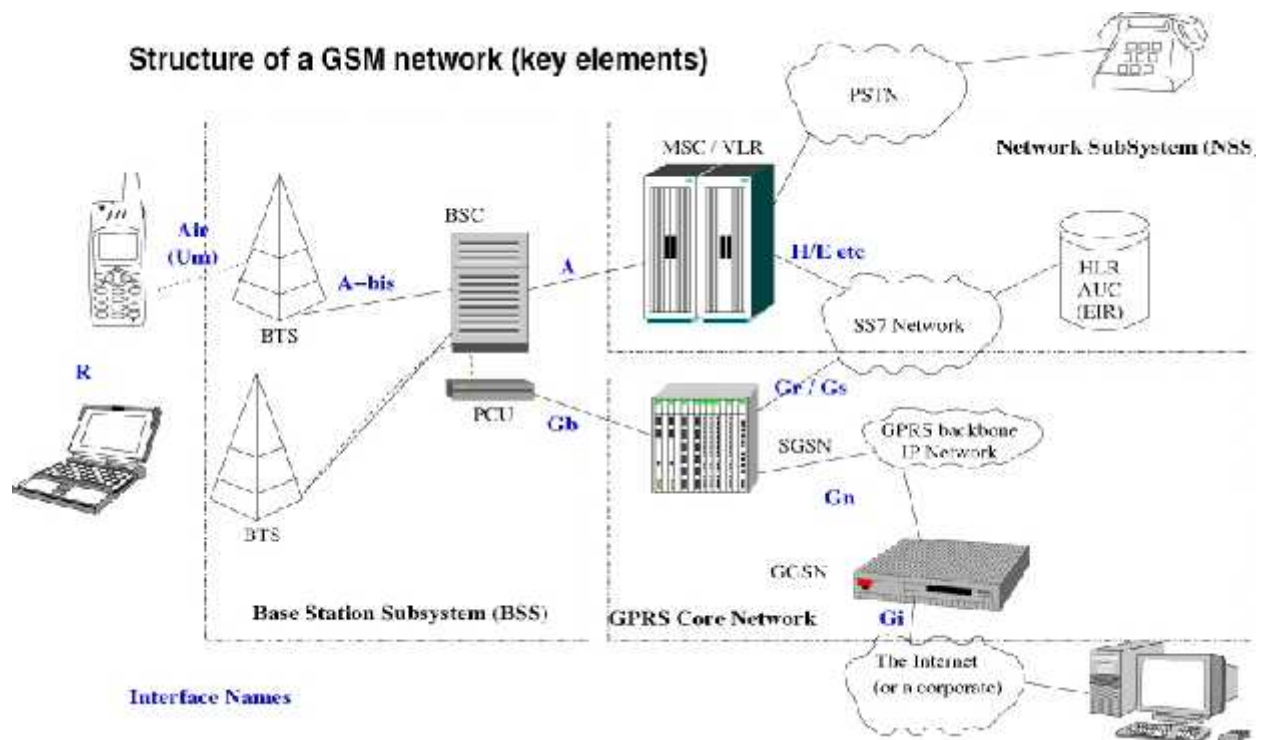 Structure of a GSM network (key elements)
PSTN
MSC / VLR
Network SubSystem (NSS)
BSC
Air
(Um)
A-bis
A
H/E etc
HLR
AUC
(EIR)
BTS
SS7 Network
R
PCU
Gb
Gr / Gs
SGSN
GPRS backbone
IP Network
Gn
BTS
GGSN
Base Station Subsystem (BSS)
GPRS Core Network
Gi
The Internet
(or a corporate)
Interface Names